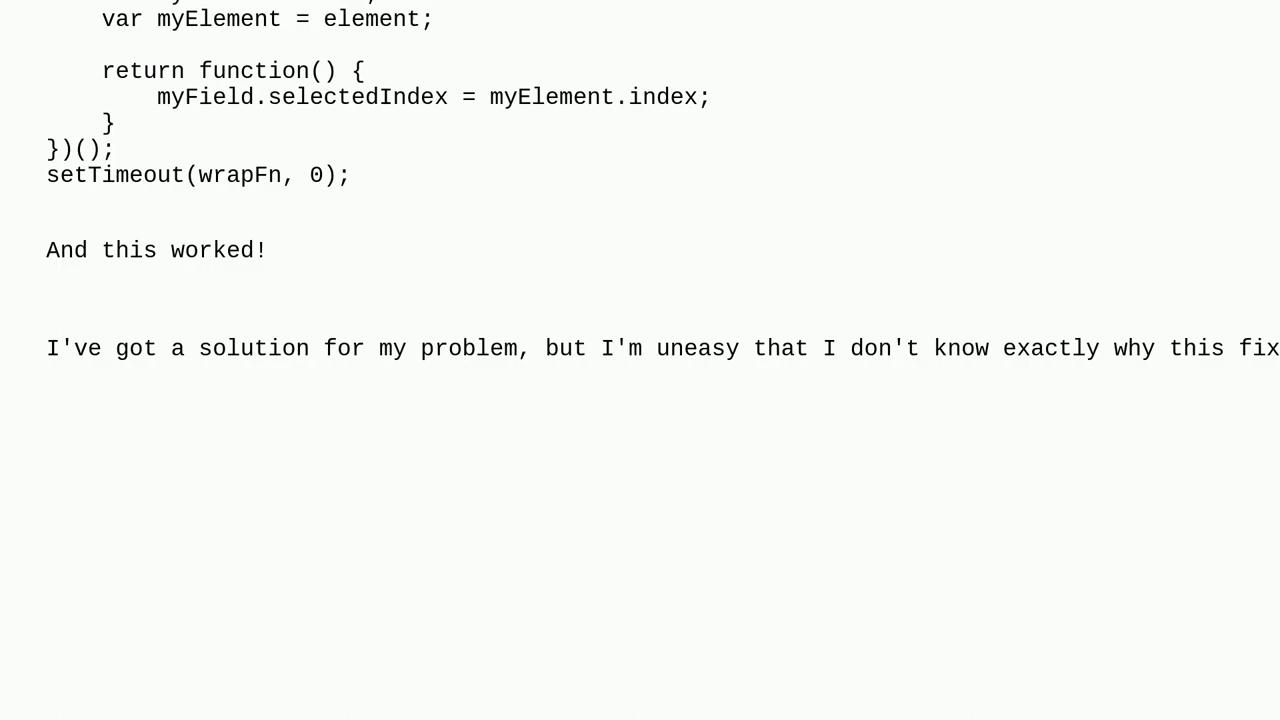 var myElement = element;
return function() {
myField.selectedIndex = myElement.index;
}
})();
setTimeout(wrapFn, 0);
And this worked!
I've got a solution for my problem, but I'm uneasy that I don't know exactly why this fix